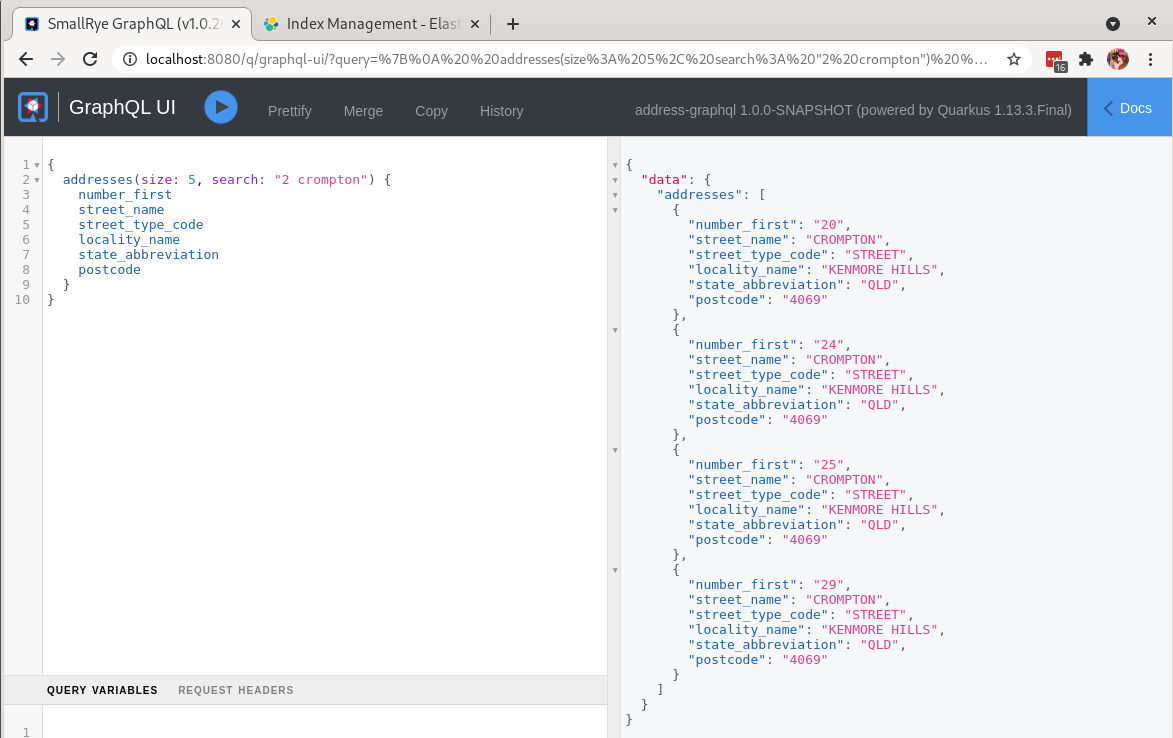 SmallRye GraphQL (v1.0.20
Index Management - Elast
localhost:8080/q/graphql-ui/?query=%7B%0A%20%20addresses(size%3A%205%2C%20search%3A%20"2%20crompton")%20%...
16
GraphQL UI
Prettify
Merge
Copy
History
address-graphql 1.0.0-SNAPSHOT (powered by Quarkus 1.13.3.Final)
Docs
1 {
2 addresses(size: 5, search: "2 crompton") {
3 number_first
4 street_name
5 street_type_code
6 locality_name
7 state_abbreviation
8 postcode
9 }
10 }
{
"data": {
"addresses": [
{
"number_first": "20",
"street_name": "CROMPTON",
"street_type_code": "STREET",
"locality_name": "KENMORE HILLS",
"state_abbreviation": "QLD",
"postcode": "4069"
},
{
"number_first": "24",
"street_name": "CROMPTON",
"street_type_code": "STREET",
"locality_name": "KENMORE HILLS",
"state_abbreviation": "QLD",
"postcode": "4069"
},
{
"number_first": "25",
"street_name": "CROMPTON",
"street_type_code": "STREET",
"locality_name": "KENMORE HILLS",
"state_abbreviation": "QLD",
"postcode": "4069"
},
{
"number_first": "29",
"street_name": "CROMPTON",
"street_type_code": "STREET",
"locality_name": "KENMORE HILLS",
"state_abbreviation": "QLD",
"postcode": "4069"
}
]
}
}
QUERY VARIABLES
REQUEST HEADERS
1